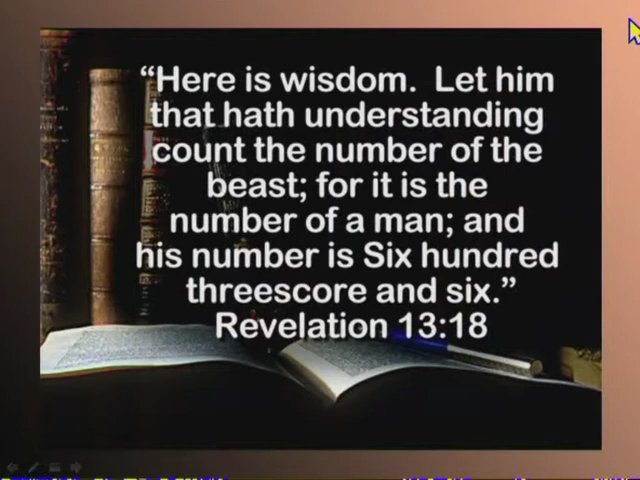 “Here is wisdom. Let him
that hath understanding
count the number of the
beast; for it is the
number of a man; and
his number is Six hundred
threescore and six.”
Revelation 13:18